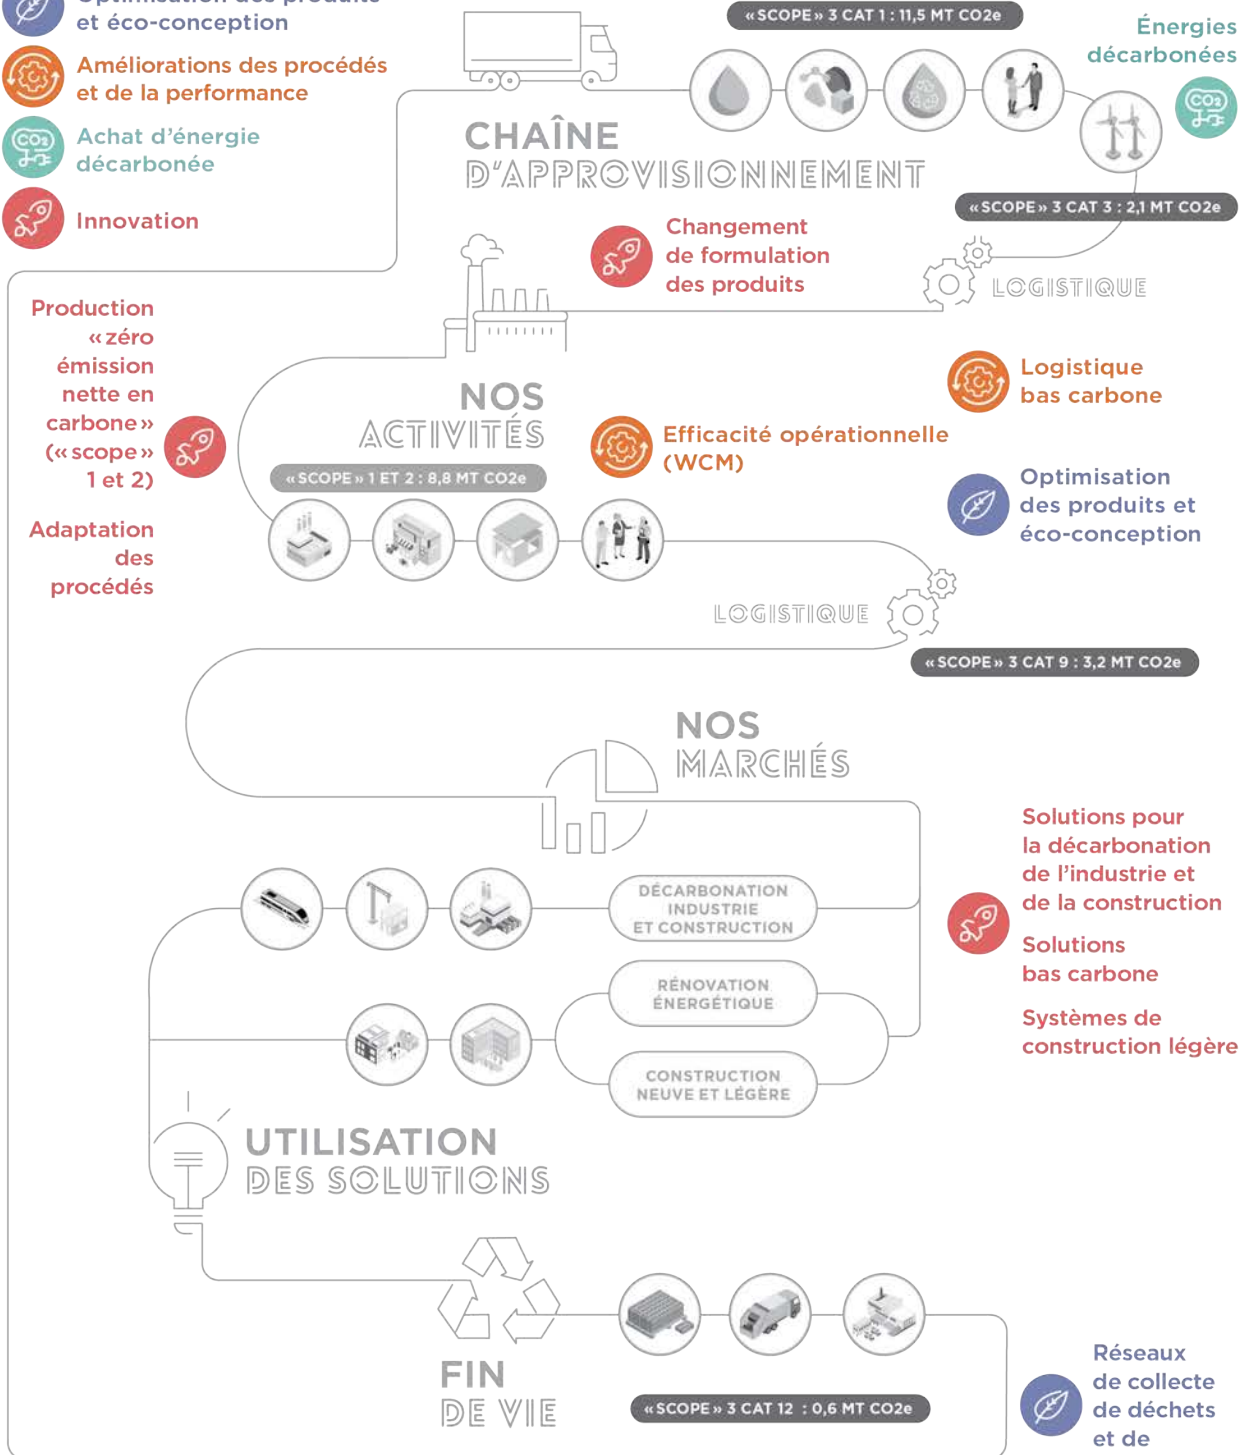 Optimisation des produits
et éco-conception
Améliorations des procédés
et de la performance
Achat d’énergie
décarbonée
Innovation
« SCOPE » 3 CAT 1 : 11,5 MT CO2e
Énergies
décarbonées
CO2
CO2
CHAÎNE
D’APPROVISIONNEMENT
« SCOPE » 3 CAT 3 : 2,1 MT CO2e
Changement
de formulation
des produits
LOGISTIQUE
Production
« zéro
émission
nette en
carbone »
(« scope »
1 et 2)
Adaptation
des
procédés
NOS
ACTIVITÉS
« SCOPE » 1 ET 2 : 8,8 MT CO2e
Efficacité opérationnelle
(WCM)
Logistique
bas carbone
Optimisation
des produits et
éco-conception
LOGISTIQUE
« SCOPE » 3 CAT 9 : 3,2 MT CO2e
NOS
MARCHÉS
DÉCARBONATION
INDUSTRIE
ET CONSTRUCTION
RÉNOVATION
ÉNERGÉTIQUE
CONSTRUCTION
NEUVE ET LÉGÈRE
Solutions pour
la décarbonation
de l’industrie et
de la construction
Solutions
bas carbone
Systèmes de
construction légère
UTILISATION
DES SOLUTIONS
FIN
DE VIE
« SCOPE » 3 CAT 12 : 0,6 MT CO2e
Réseaux
de collecte
de déchets
et de